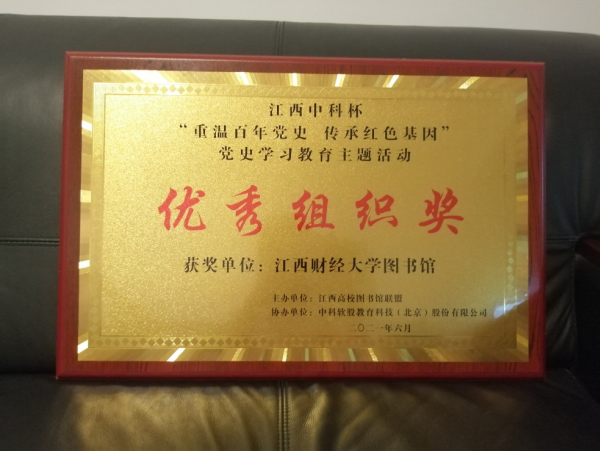 江西中科杯
“重温百年党史 传承红色基因”
党史学习教育主题活动
优秀组织奖
获奖单位：江西财经大学图书馆
主办单位：江西高校图书馆联盟
协办单位：中科软股教育科技（北京）股份有限公司
二〇二一年六月